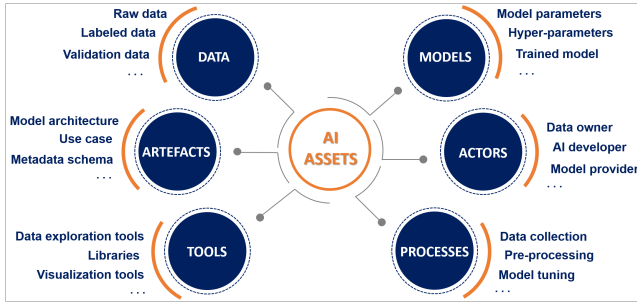 Raw data
Labeled data
Validation data
. . .
DATA
Model parameters
Hyper-parameters
Trained model
. . .
MODELS
Model architecture
Use case
Metadata schema
. . .
ARTEFACTS
AI
ASSETS
Data owner
AI developer
Model provider
. . .
ACTORS
Data exploration tools
Libraries
Visualization tools
. . .
TOOLS
Data collection
Pre-processing
Model tuning
. . .
PROCESSES